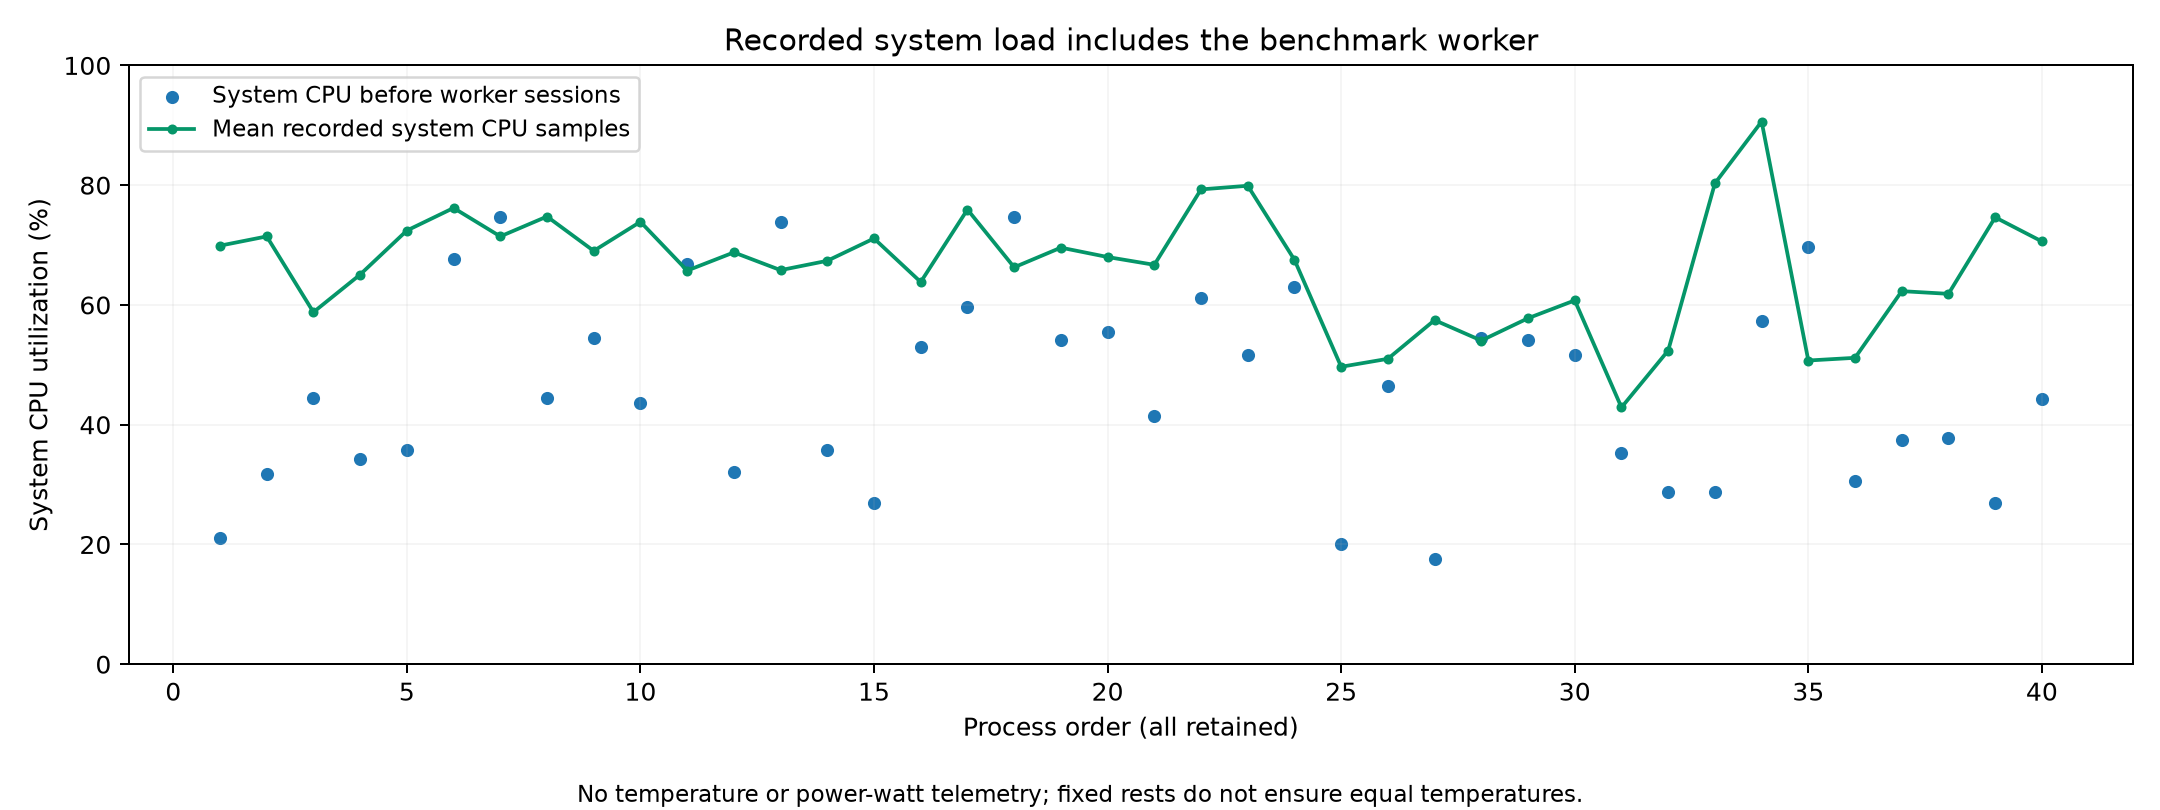 Recorded system load includes the benchmark worker
System CPU before worker sessions
Mean recorded system CPU samples
System CPU utilization (%)
100
80
60
40
20
0
0 5 10 15 20 25 30 35 40
Process order (all retained)
No temperature or power-watt telemetry; fixed rests do not ensure equal temperatures.